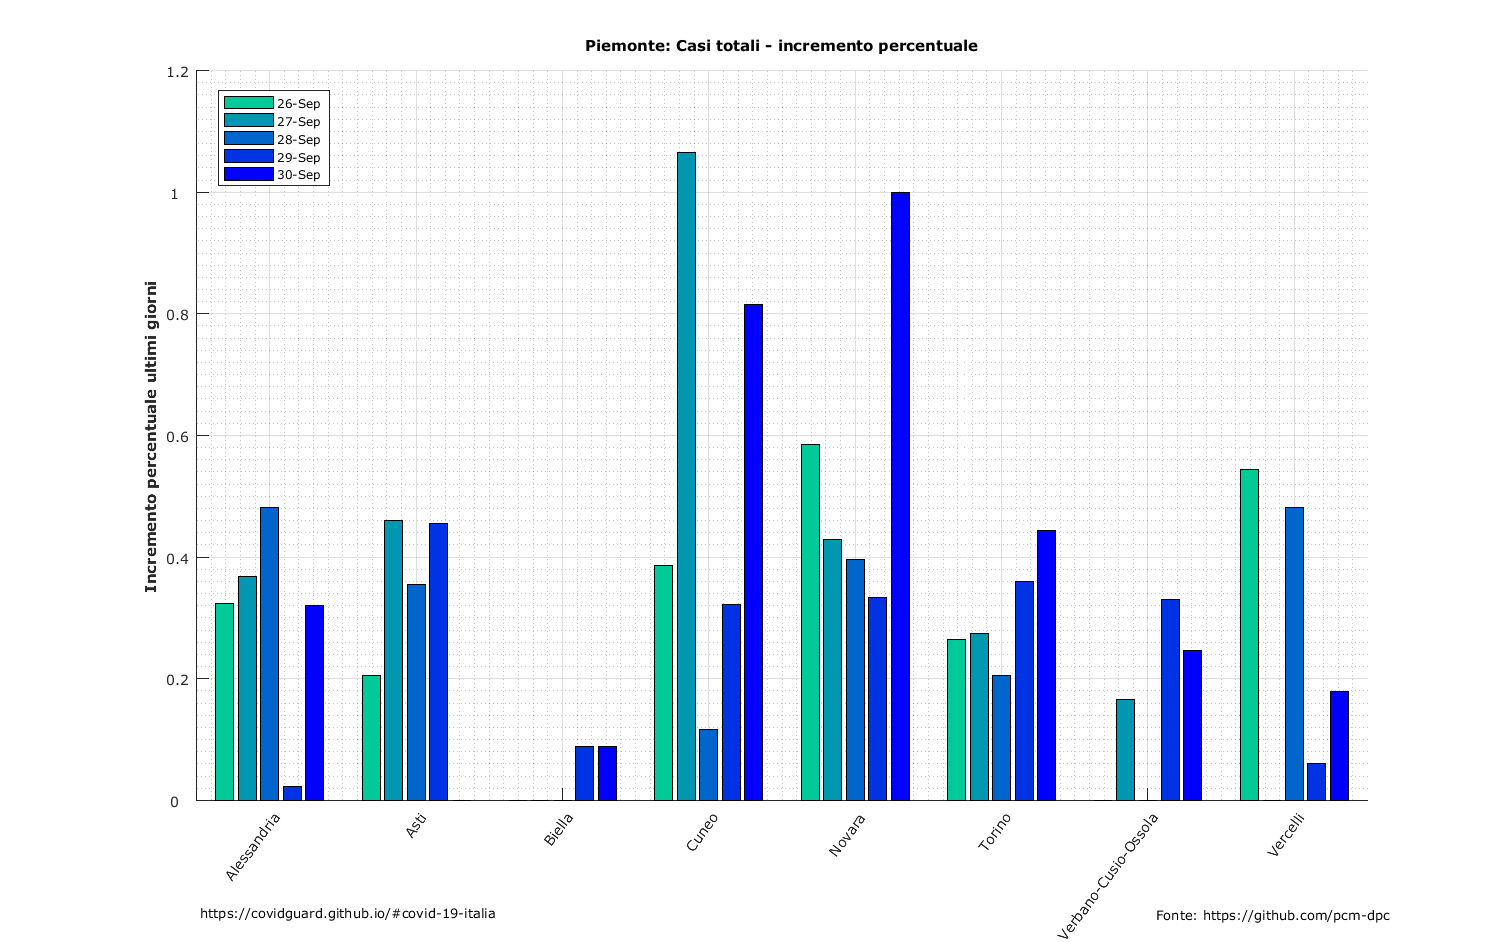 Piemonte: Casi totali - incremento percentuale
1.2
1
0.8
0.6
0.4
0.2
0
Incremento percentuale ultimi giorni
26-Sep
27-Sep
28-Sep
29-Sep
30-Sep
Alessandria
Asti
Biella
Cuneo
Novara
Torino
Verbano-Cusio-Ossola
Vercelli
https://covidguard.github.io/#covid-19-italia
Fonte: https://github.com/pcm-dpc